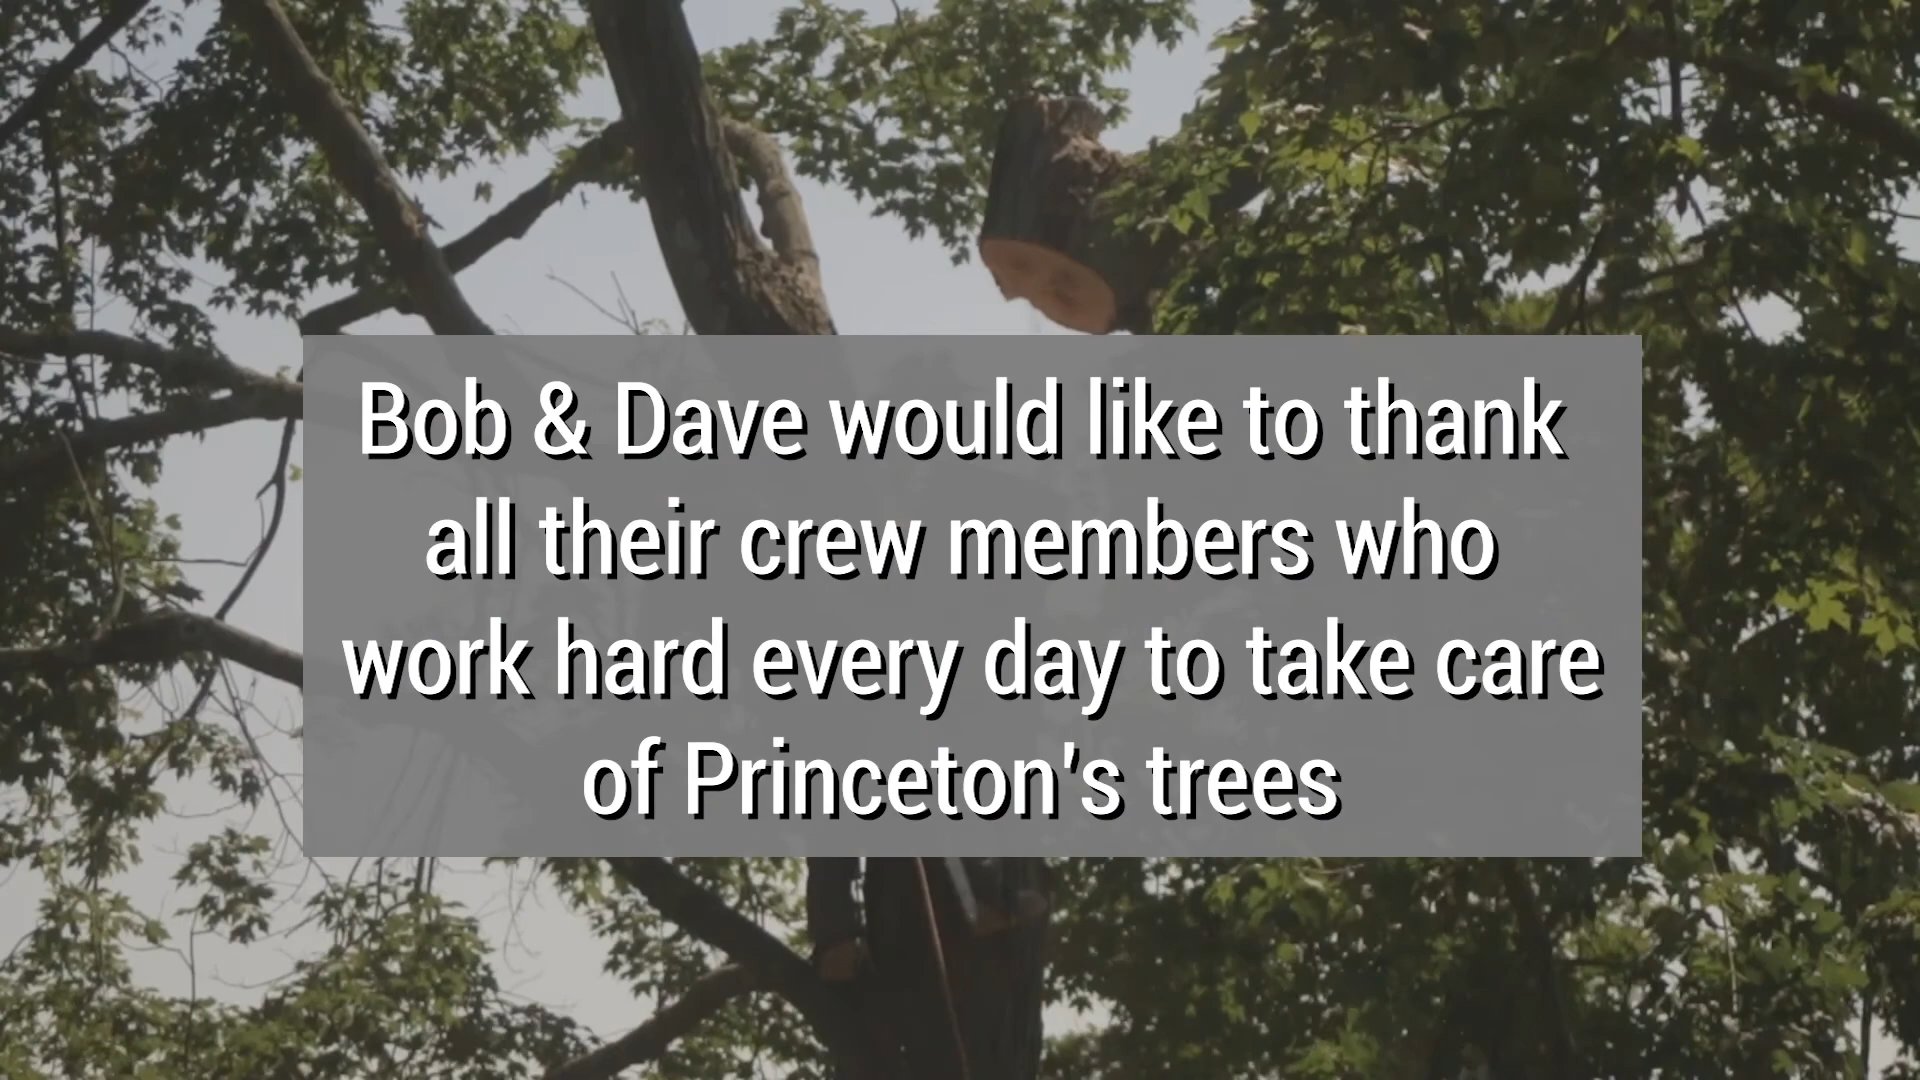 Bob & Dave would like to thank
all their crew members who
work hard every day to take care
of Princeton's trees